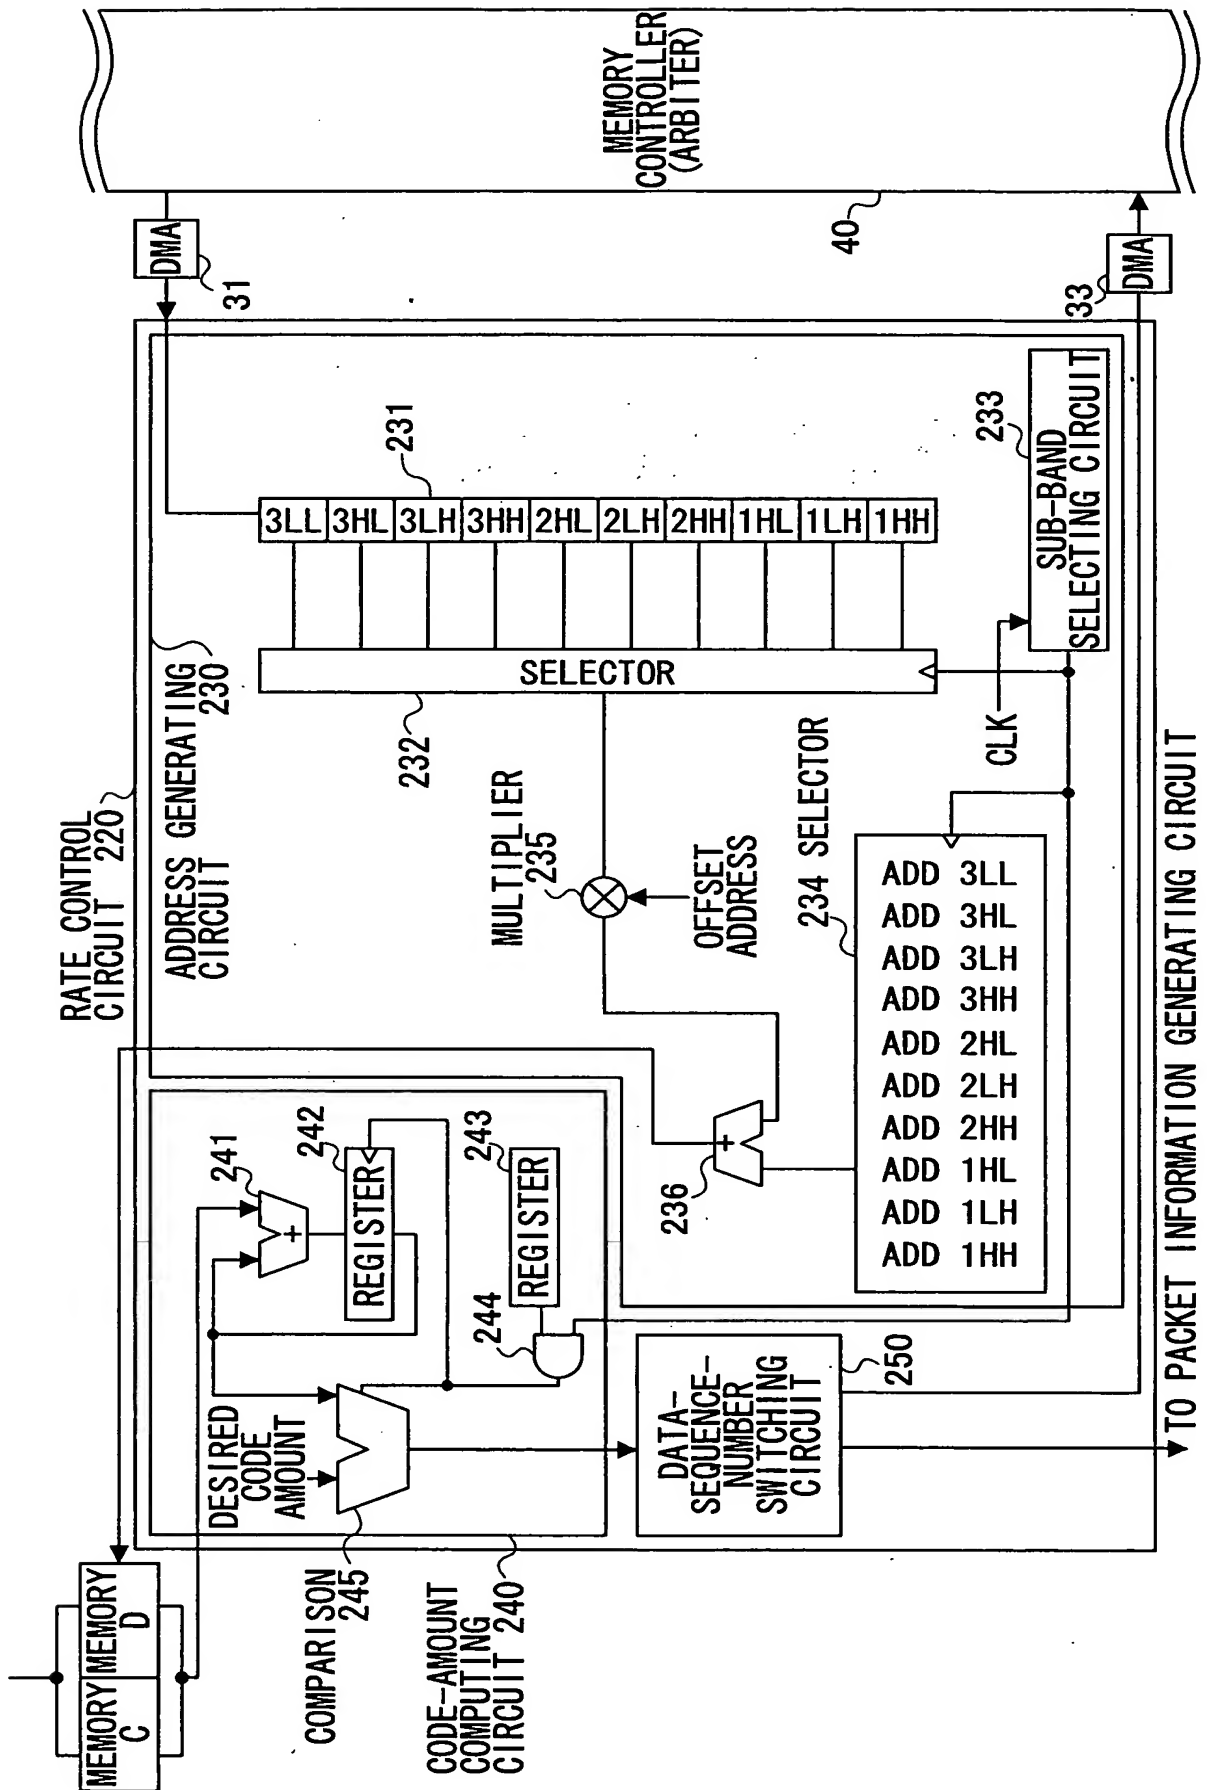 MEMORY
C
MEMORY
D
RATE CONTROL
CIRCUIT 220
ADDRESS GENERATING
CIRCUIT
230
DMA
31
MEMORY
CONTROLLER
(ARBITER)
40
DMA
33
3LL
3HL
3LH
3HH
2HL
2LH
2HH
1HL
1LH
1HH
231
SELECTOR
232
SUB-BAND
SELECTING CIRCUIT
233
CLK
MULTIPLIER
235
OFFSET
ADDRESS
234 SELECTOR
ADD 3LL
ADD 3HL
ADD 3LH
ADD 3HH
ADD 2HL
ADD 2LH
ADD 2HH
ADD 1HL
ADD 1LH
ADD 1HH
+
236
241
+
242
REGISTER
243
REGISTER
244
DESIRED
CODE
AMOUNT
COMPARISON
245
CODE-AMOUNT
COMPUTING
CIRCUIT 240
DATA-
SEQUENCE-
NUMBER
SWITCHING
CIRCUIT
250
TO PACKET INFORMATION GENERATING CIRCUIT